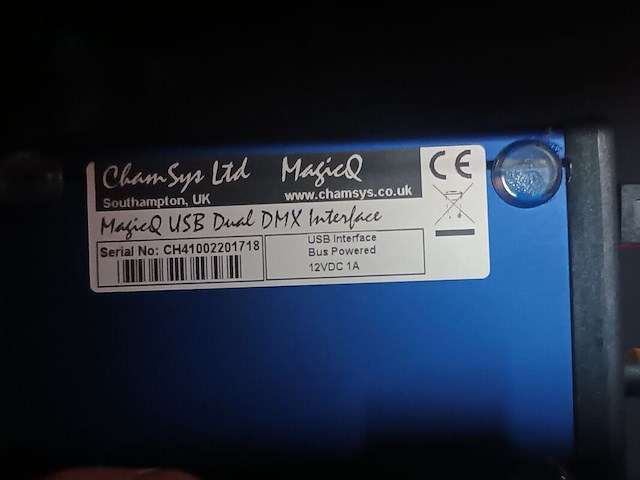 ChamSys Ltd MagicQ
Southampton, UK www.chamsys.co.uk
MagicQ USB Dual DMX Interface
Serial No: CH41002201718
USB Interface
Bus Powered
12VDC 1A
CE